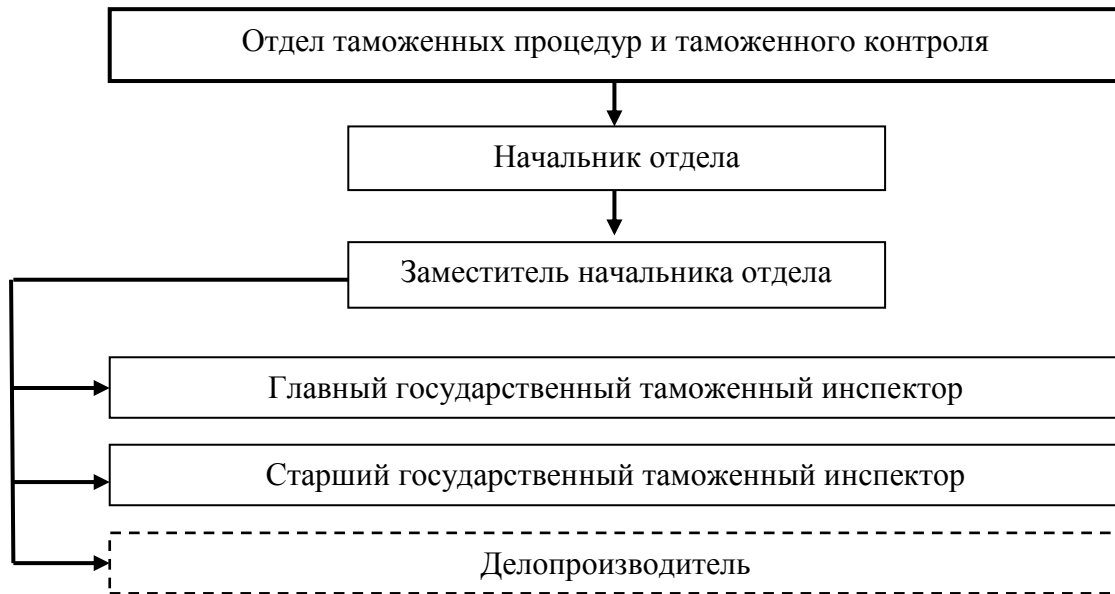 Отдел таможенных процедур и таможенного контроля
Начальник отдела
Заместитель начальника отдела
Главный государственный таможенный инспектор
Старший государственный таможенный инспектор
Делопроизводитель